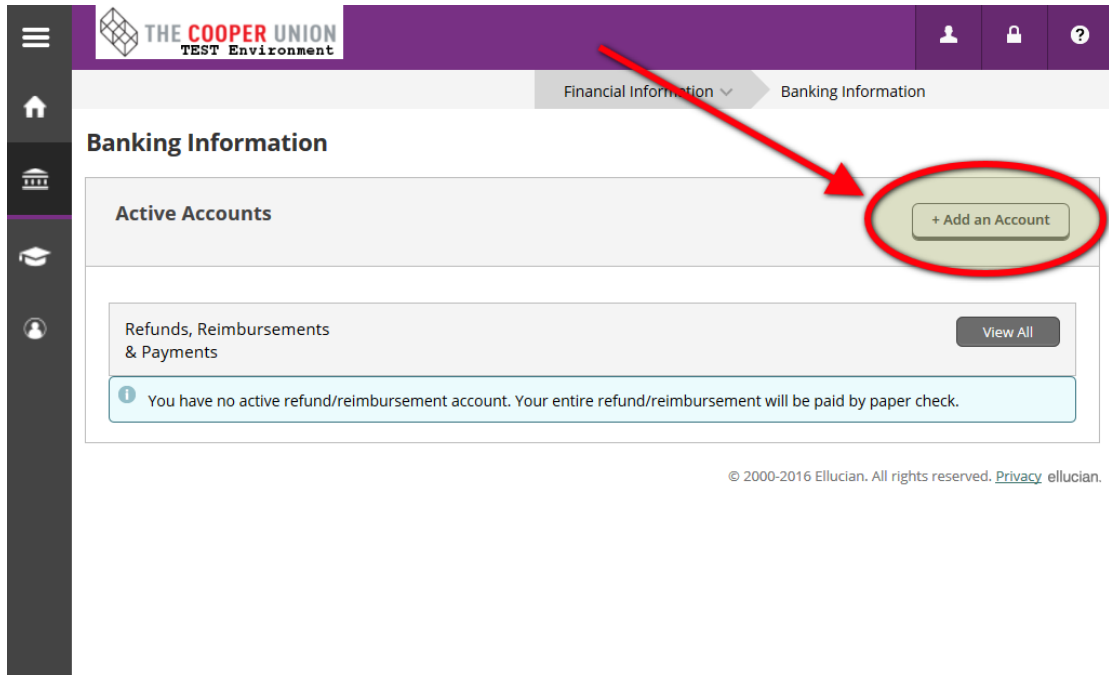 THE COOPER UNION
TEST Environment
Financial Information
Banking Information
Banking Information
Active Accounts
+ Add an Account
Refunds, Reimbursements
& Payments
View All
You have no active refund/reimbursement account. Your entire refund/reimbursement will be paid by paper check.
© 2000-2016 Ellucian. All rights reserved. Privacy ellucian.